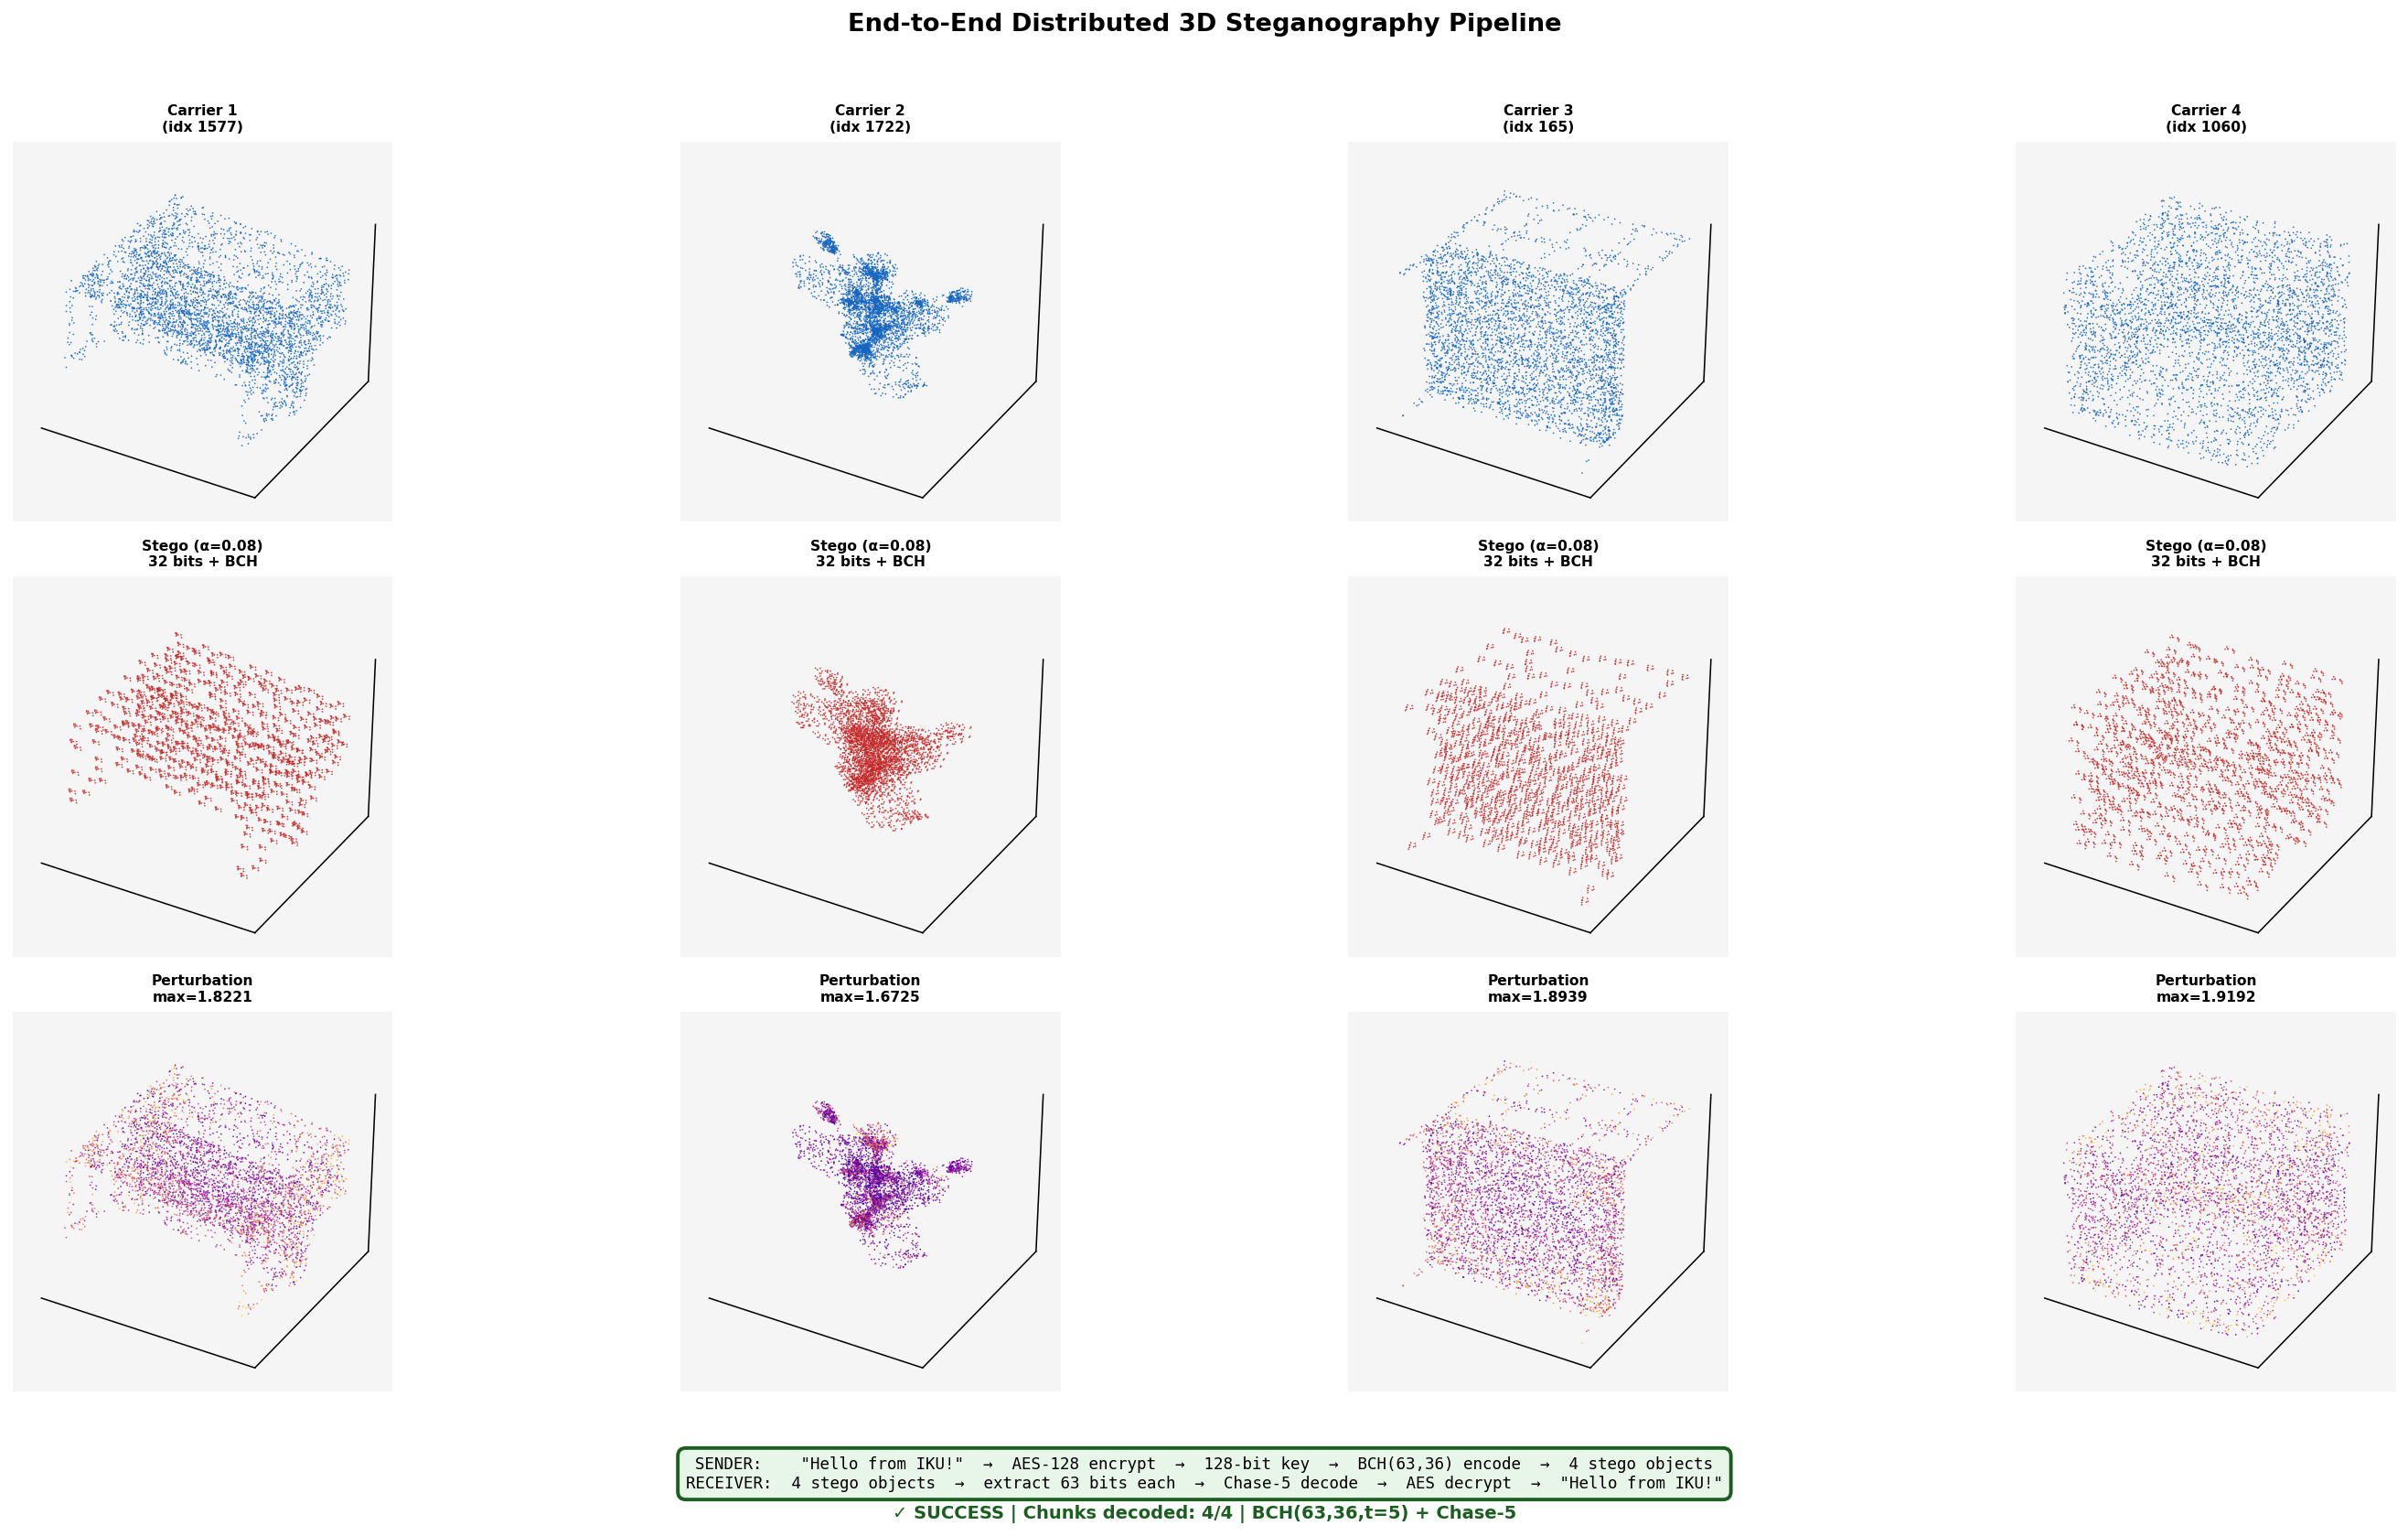 End-to-End Distributed 3D Steganography Pipeline
Carrier 1
(idx 1577)
Carrier 2
(idx 1722)
Carrier 3
(idx 165)
Carrier 4
(idx 1060)
Stego (α=0.08)
32 bits + BCH
Stego (α=0.08)
32 bits + BCH
Stego (α=0.08)
32 bits + BCH
Stego (α=0.08)
32 bits + BCH
Perturbation
max=1.8221
Perturbation
max=1.6725
Perturbation
max=1.8939
Perturbation
max=1.9192
SENDER: "Hello from IKU!" → AES-128 encrypt → 128-bit key → BCH(63,36) encode → 4 stego objects
RECEIVER: 4 stego objects → extract 63 bits each → Chase-5 decode → AES decrypt → "Hello from IKU!"
✓ SUCCESS | Chunks decoded: 4/4 | BCH(63,36,t=5) + Chase-5